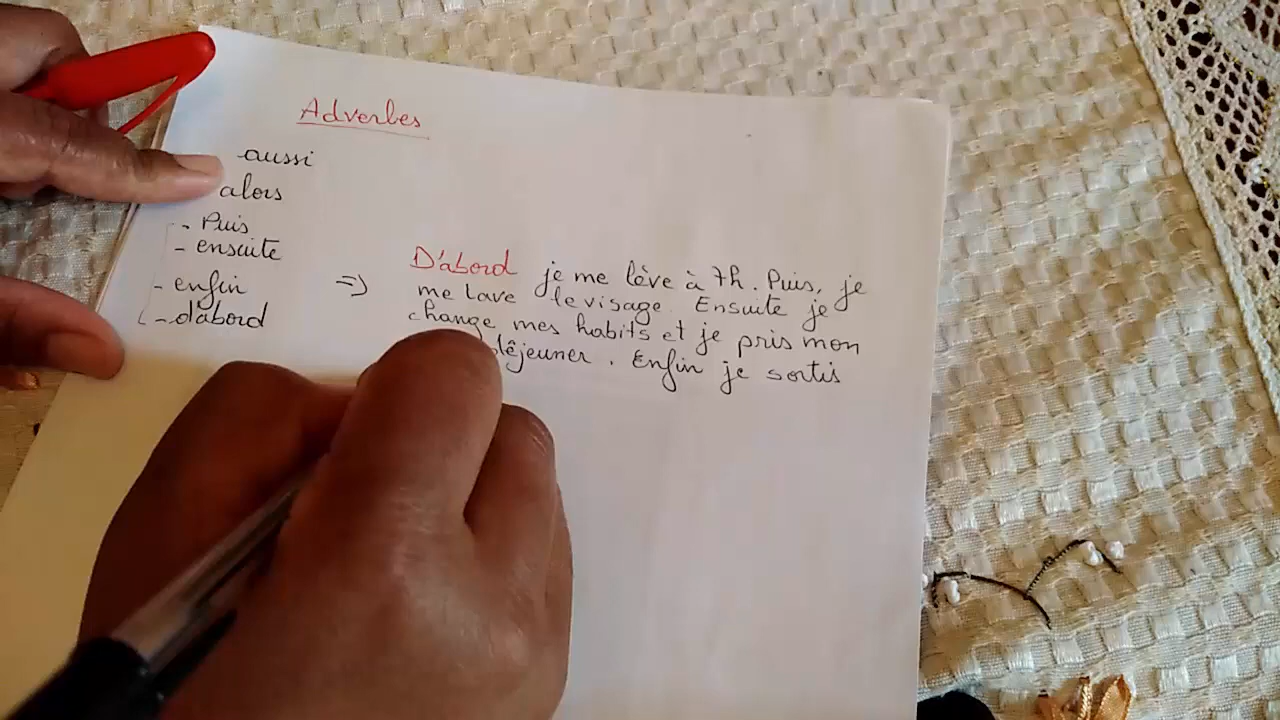 Adverbes
- aussi
alors
- Puis
- ensuite
- enfin
- dabord
=> D'abord je me lève à 7h. Puis, je
me lave le visage. Ensuite je
change mes habits et je pris mon
déjeuner. Enfin je sortis